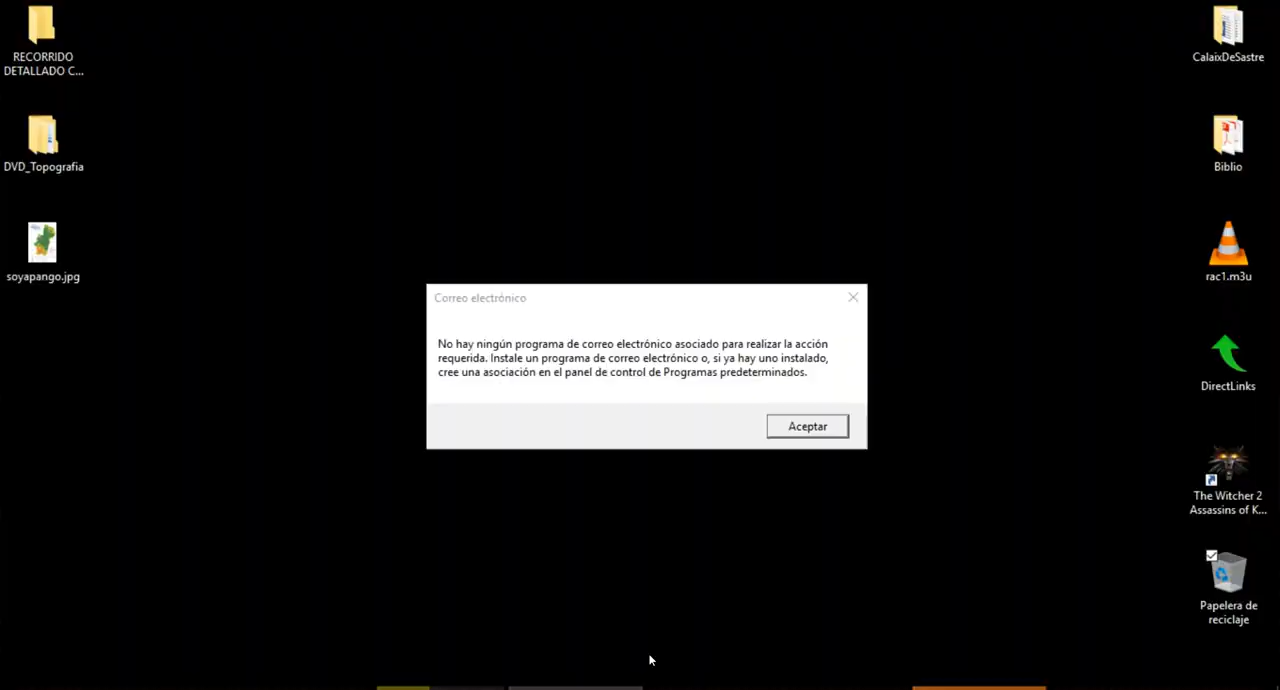 RECORRIDO
DETALLADO C...
DVD_Topografia
soyapango.jpg
Correo electrónico
No hay ningún programa de correo electrónico asociado para realizar la acción
requerida. Instale un programa de correo electrónico o, si ya hay uno instalado,
cree una asociación en el panel de control de Programas predeterminados.
Aceptar
CalaixDeSastre
Biblio
rac1.m3u
DirectLinks
The Witcher 2
Assassins of K...
Papelera de
reciclaje